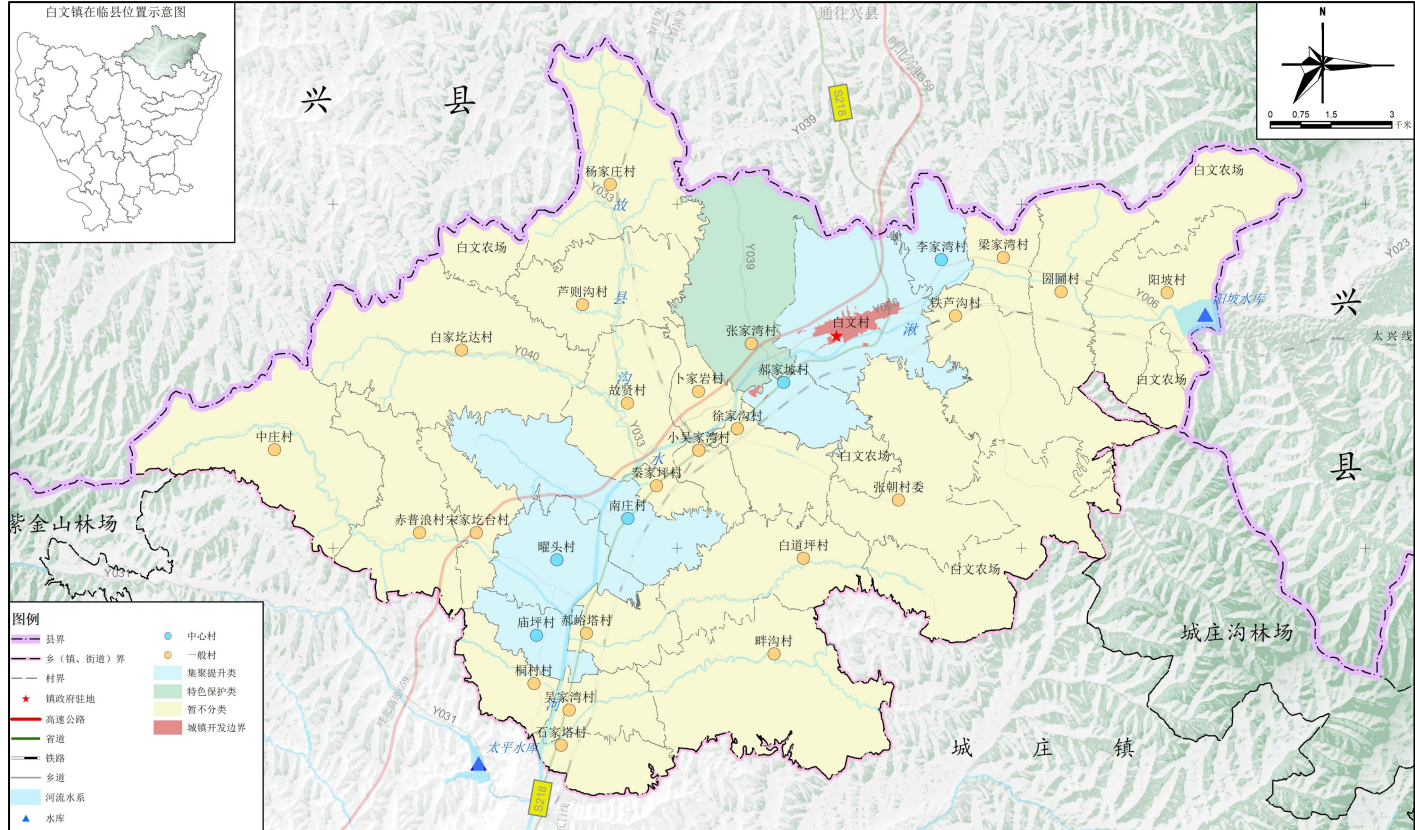 白文镇在临县位置示意图
N
0 0.75 1.5 3
千米
通往兴县
S218
Y039
兴 县
杨家庄村
Y033
白文农场
故
县
沟
芦则沟村
Y039
李家湾村
梁家湾村
圐圙村
阳坡村
Y006
阳坡水库
Y023
兴
县
太兴线
Y006
白文村
铁芦沟村
湫
张家湾村
白家圪达村
Y040
卜家岩村
郝家坡村
白文农场
故贤村
徐家沟村
Y033
小吴家湾村
中庄村
水
秦家坪村
白文农场
张朝村委
南庄村
紫金山林场
赤普浪村
宋家圪台村
曜头村
白道坪村
白文农场
Y031
庙坪村
郝峪塔村
畔沟村
城庄沟林场
桐村村
吴家湾村
河
石家塔村
Y031
太平水库
S218
城 庄 镇
图例
县界
乡（镇、街道）界
村界
镇政府驻地
高速公路
省道
铁路
乡道
河流水系
水库
中心村
一般村
集聚提升类
特色保护类
暂不分类
城镇开发边界